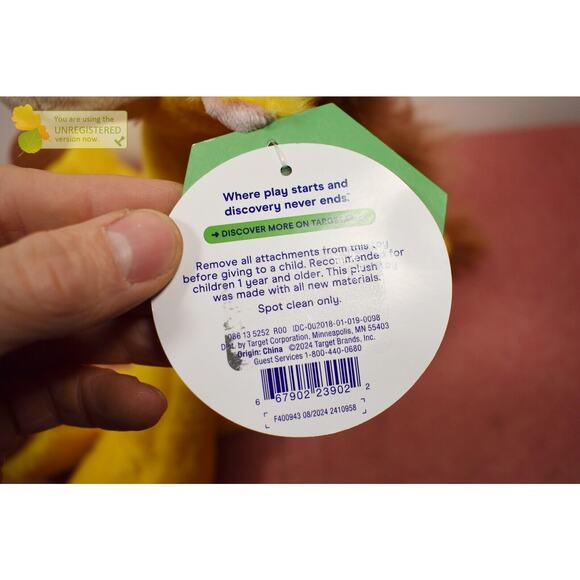 You are using the
UNREGISTERED
version now.
Where play starts and
discovery never ends.™
→ DISCOVER MORE ON
Remove all attachments from this toy
before giving to a child. Recommended for
children 1 year and older. This plush toy
was made with all new materials.
Spot clean only.
086 13 5252 R00 IDC-002018-01-019-0098
Dist. by Target Corporation, Minneapolis, MN 55403
Origin: China ©2024 Target Brands, Inc.
Guest Services 1-800-440-0680
6 67902 23902 2
F400943 08/2024 2410958